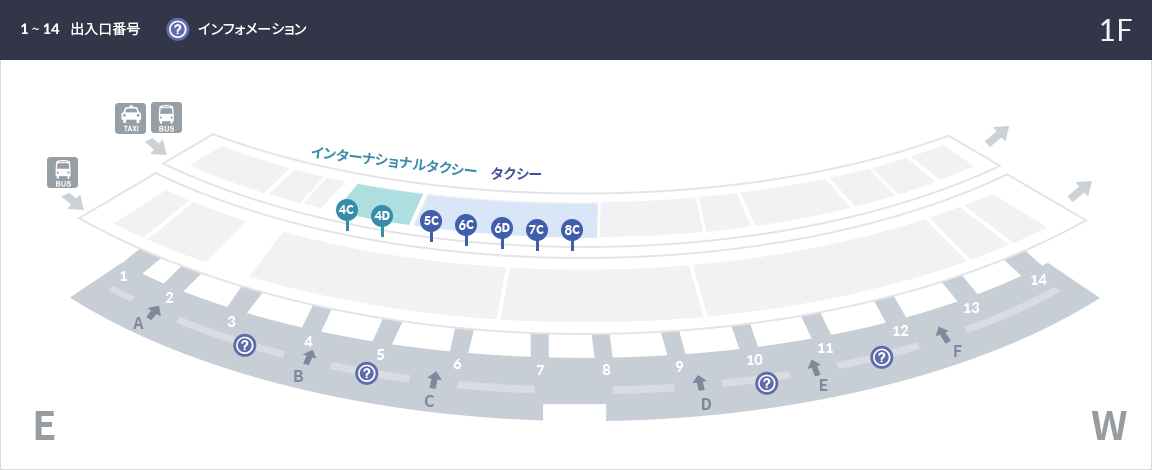 1 ~ 14 出入口番号 ? インフォメーション 1F
TAXI BUS
BUS
インターナショナルタクシー タクシー
4C 4D 5C 6C 6D 7C 8C
1 2 3 4 5 6 7 8 9 10 11 12 13 14
A B C D E F
? ? ? ?
E W